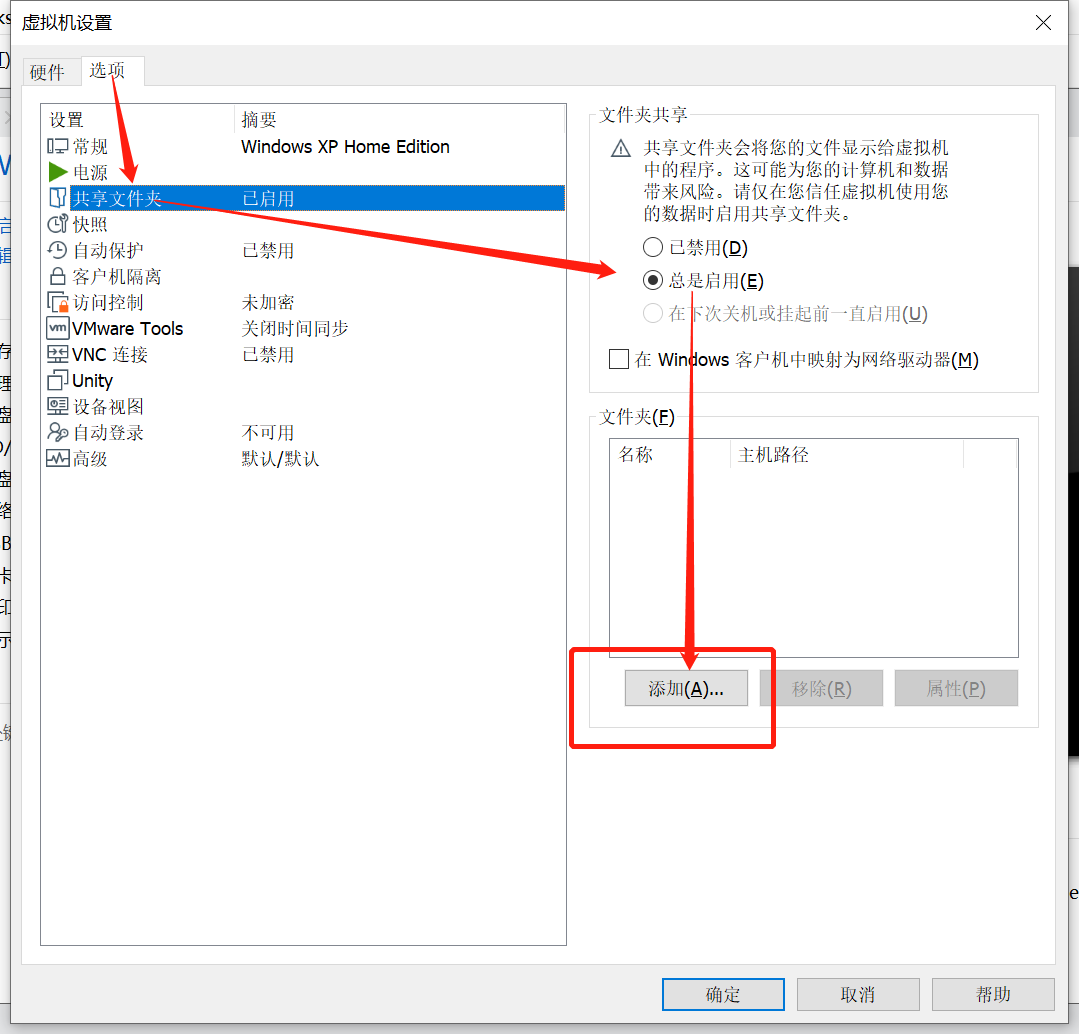 虚拟机设置
硬件 选项
设置 摘要
常规 Windows XP Home Edition
电源
共享文件夹 已启用
快照
自动保护 已禁用
客户机隔离
访问控制 未加密
vm VMware Tools 关闭时间同步
VNC 连接 已禁用
Unity
设备视图
自动登录 不可用
高级 默认/默认
文件夹共享
共享文件夹会将您的文件显示给虚拟机
中的程序。这可能为您的计算机和数据
带来风险。请仅在您信任虚拟机使用您
的数据时启用共享文件夹。
已禁用(D)
总是启用(E)
在下次关机或挂起前一直启用(U)
在 Windows 客户机中映射为网络驱动器(M)
文件夹(F)
名称 主机路径
添加(A)... 移除(R) 属性(P)
确定 取消 帮助